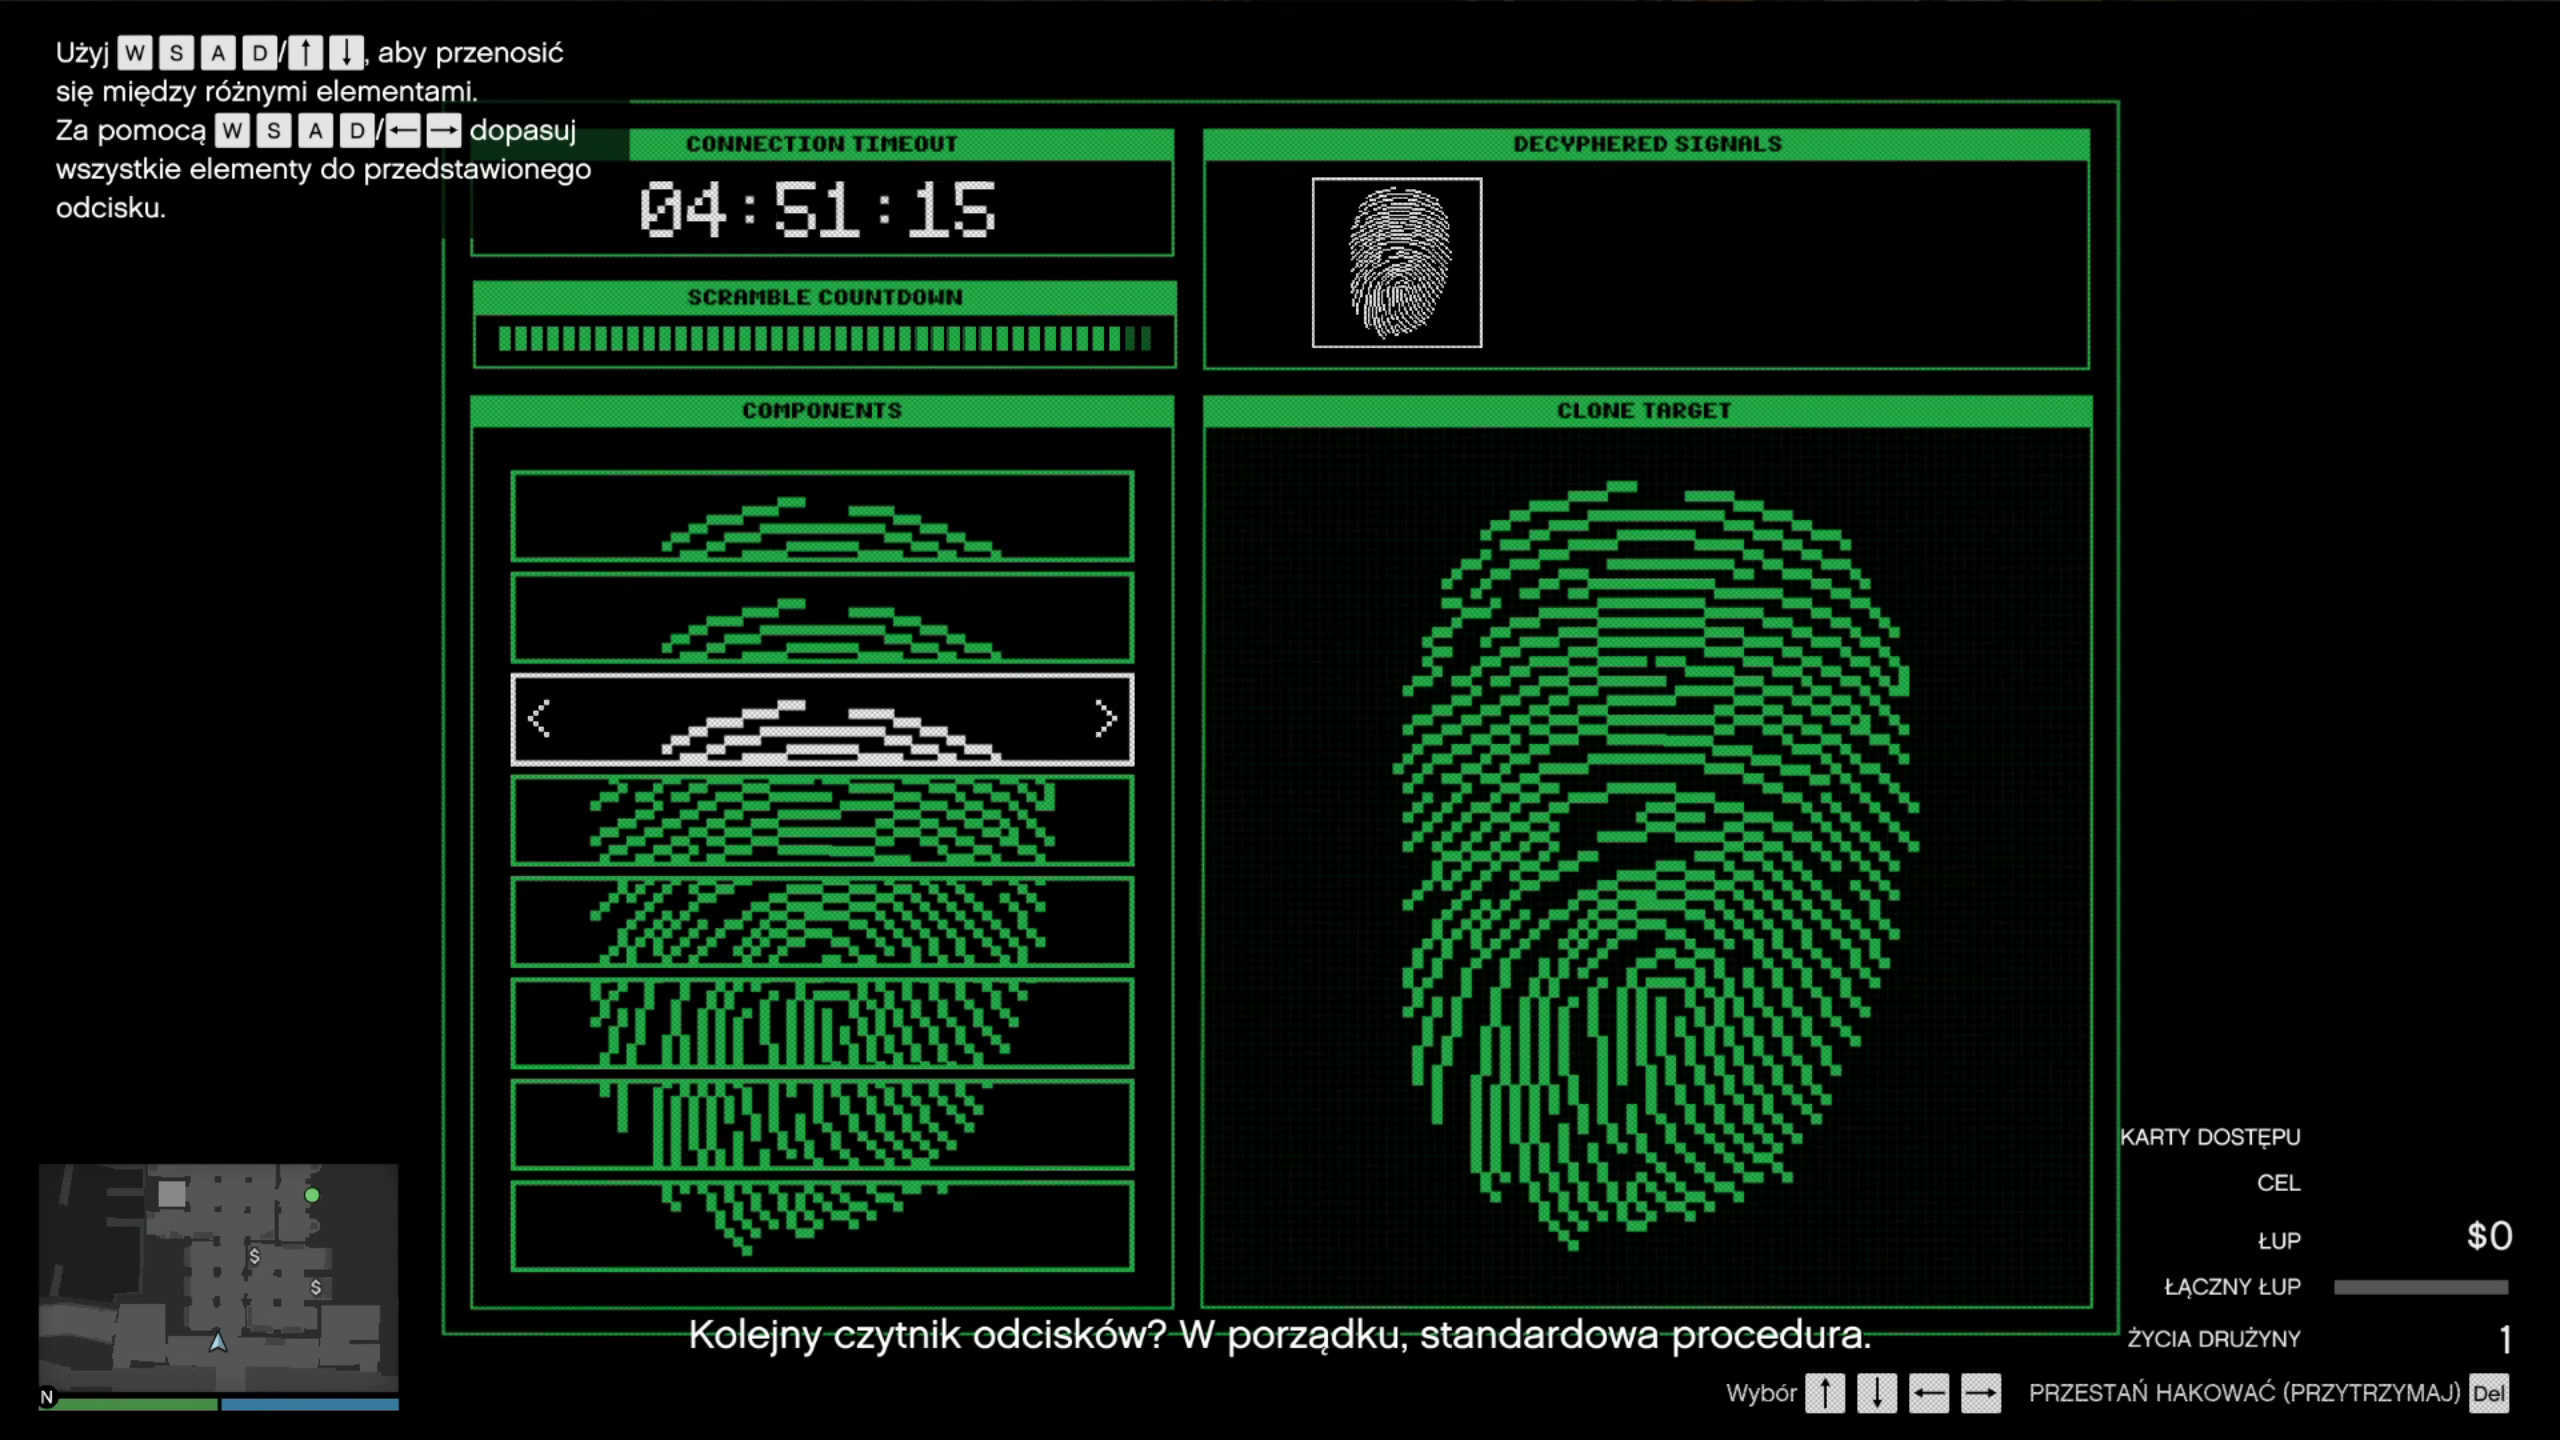 Użyj W S A D/↑ ↓, aby przenosić
się między różnymi elementami.
Za pomocą W S A D/← → dopasuj
wszystkie elementy do przedstawionego
odcisku.
CONNECTION TIMEOUT
04:51:15
DECYPHERED SIGNALS
SCRAMBLE COUNTDOWN
COMPONENTS
CLONE TARGET
KARTY DOSTĘPU
CEL
ŁUP $0
ŁĄCZNY ŁUP
ŻYCIA DRUŻYNY 1
$
$
N
Kolejny czytnik odcisków? W porządku, standardowa procedura.
Wybór ↑ ↓ ← → PRZESTAŃ HAKOWAĆ (PRZYTRZYMAJ) Del